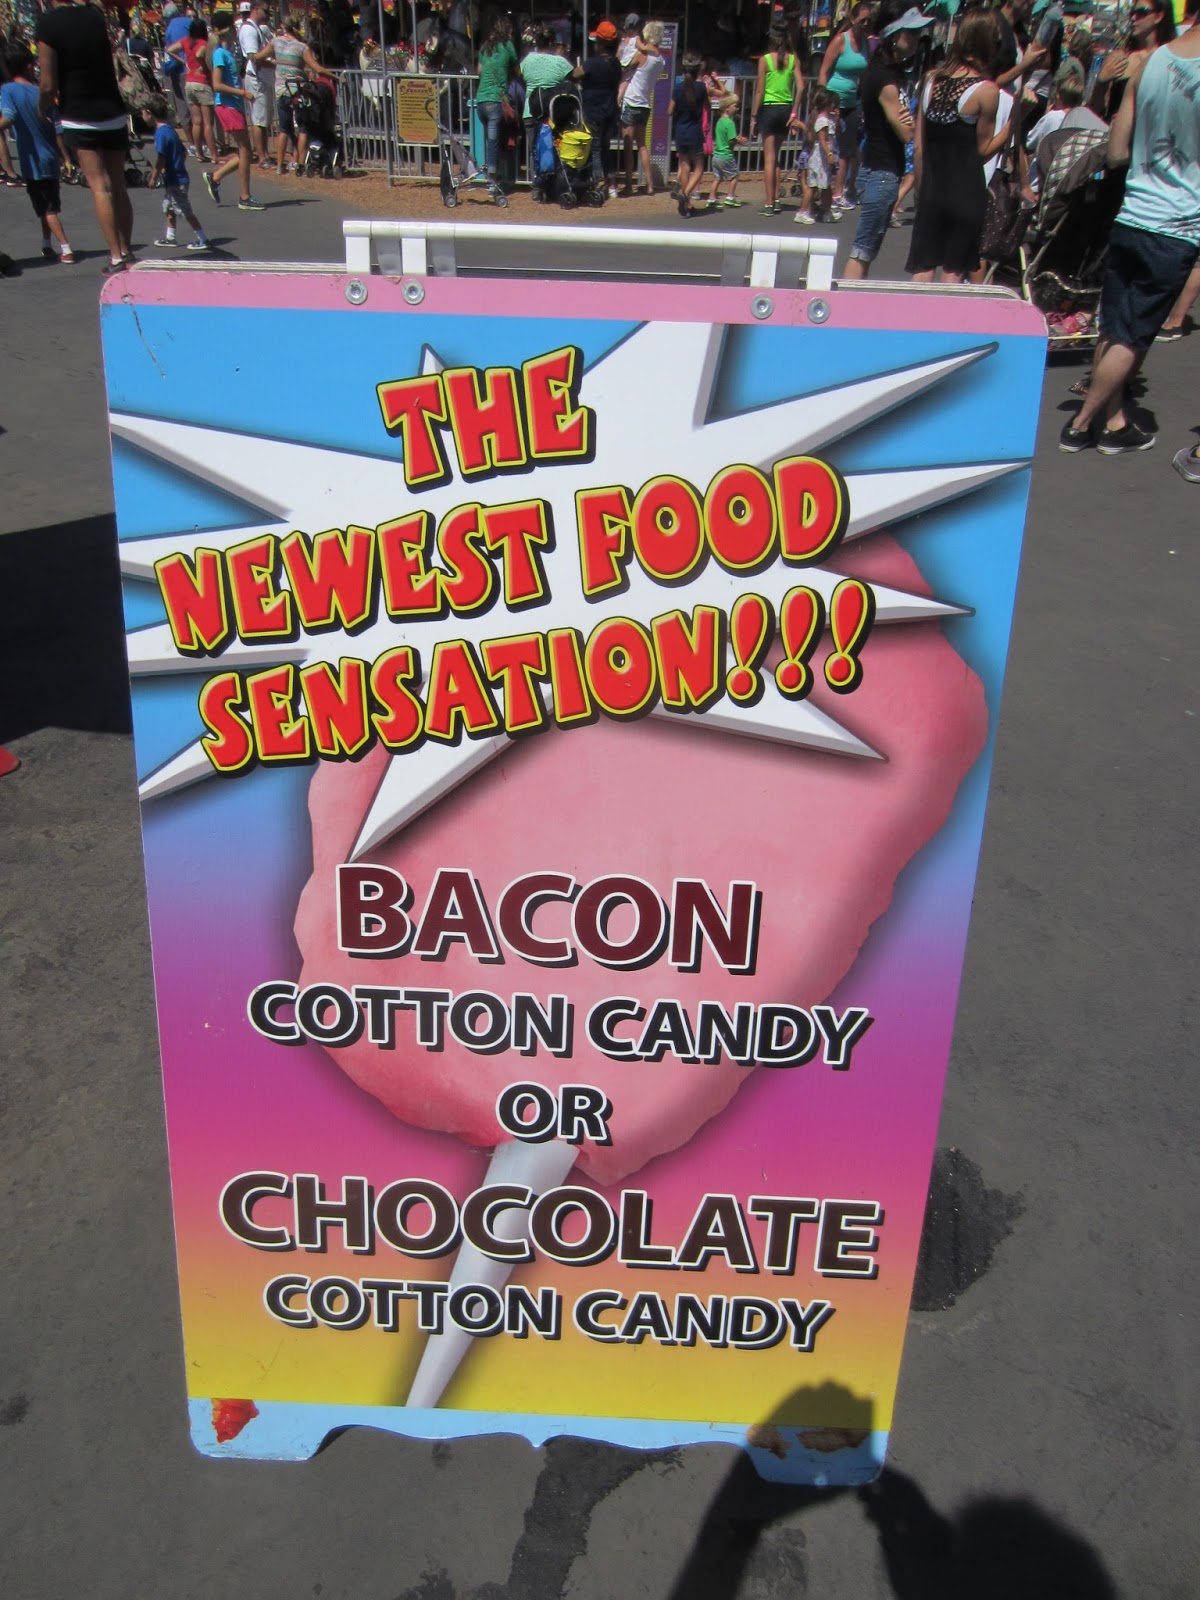 THE
NEWEST FOOD
SENSATION!!!
BACON
COTTON CANDY
OR
CHOCOLATE
COTTON CANDY